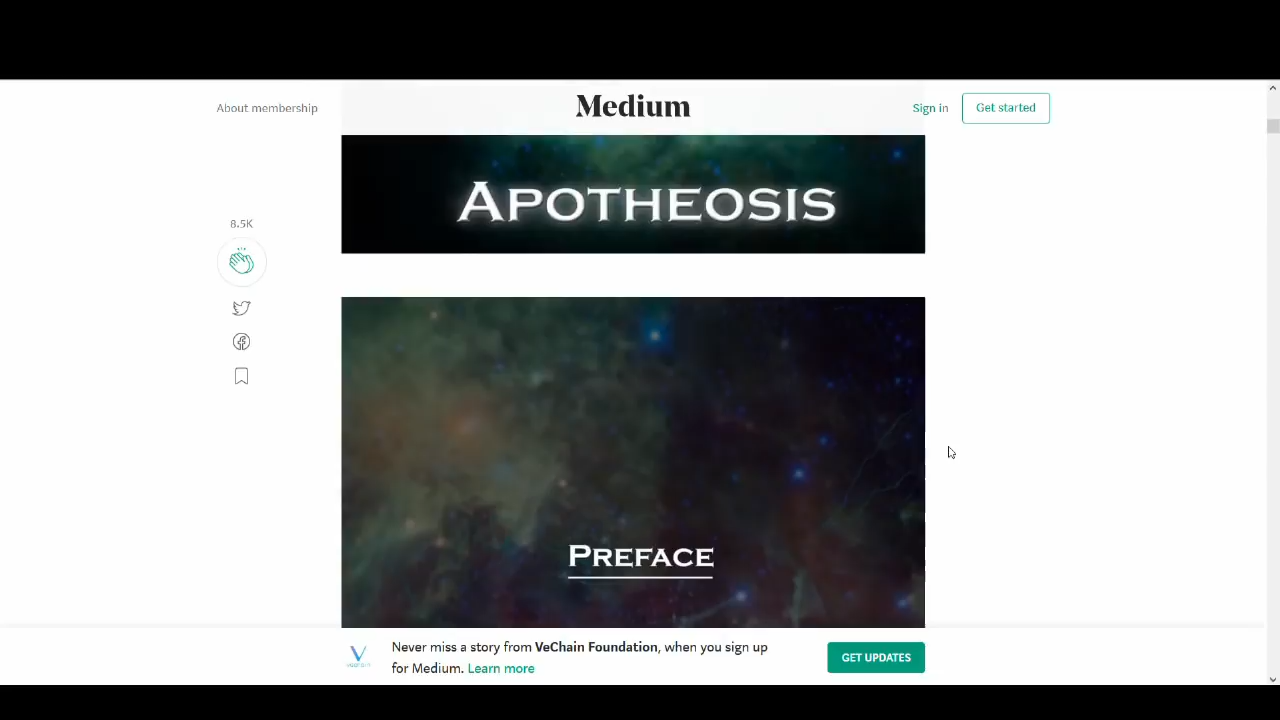 About membership
Medium
Sign in
Get started
APOTHEOSIS
8.5K
PREFACE
Never miss a story from VeChain Foundation, when you sign up
for Medium. Learn more
GET UPDATES
VECHAIN